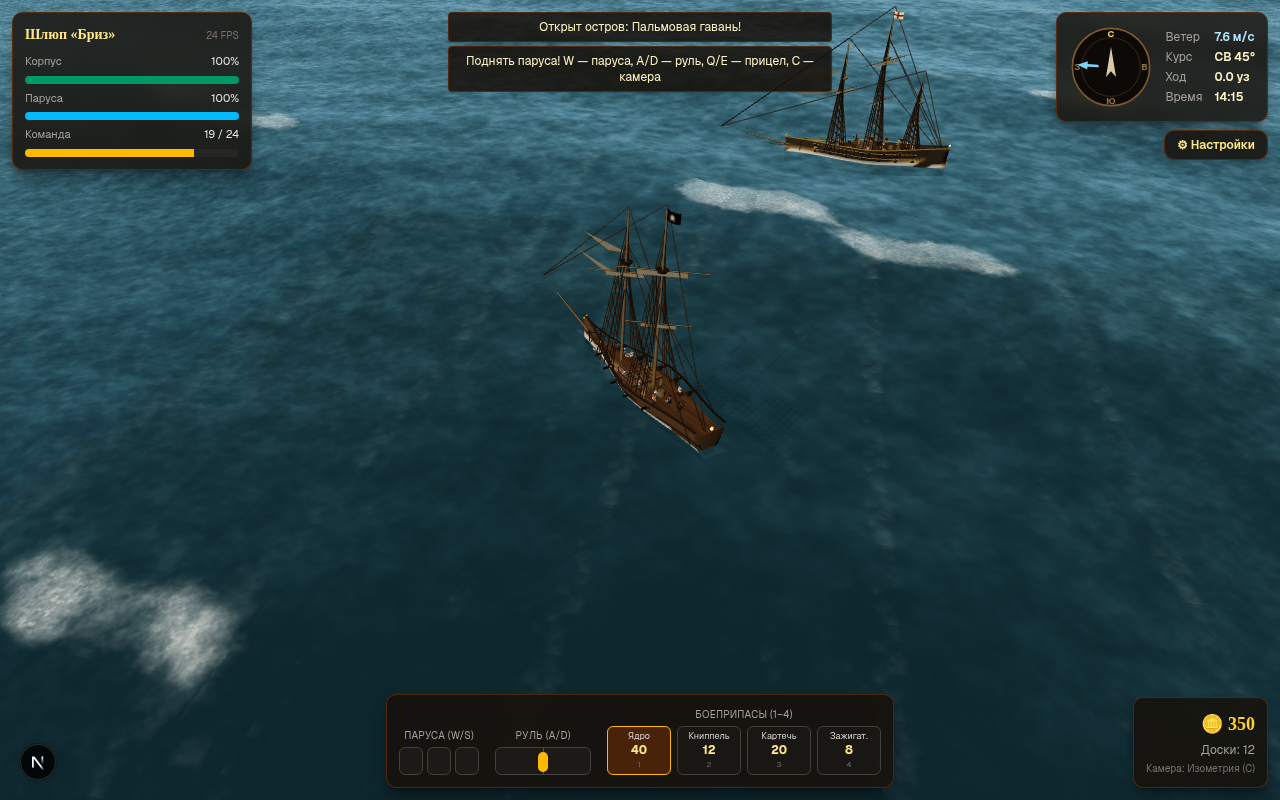 Шлюп «Бриз»
24 FPS
Корпус
100%
Паруса
100%
Команда
19 / 24
Открыт остров: Пальмовая гавань!
Поднять паруса! W — паруса, A/D — руль, Q/E — прицел, C —
камера
С
З
В
Ю
Ветер 7.6 м/с
Курс СВ 45°
Ход 0.0 уз
Время 14:15
⚙ Настройки
N
БОЕПРИПАСЫ (1–4)
ПАРУСА (W/S)
РУЛЬ (A/D)
Ядро
40
1
Книппель
12
2
Картечь
20
3
Зажигат.
8
4
350
Доски: 12
Камера: Изометрия (C)